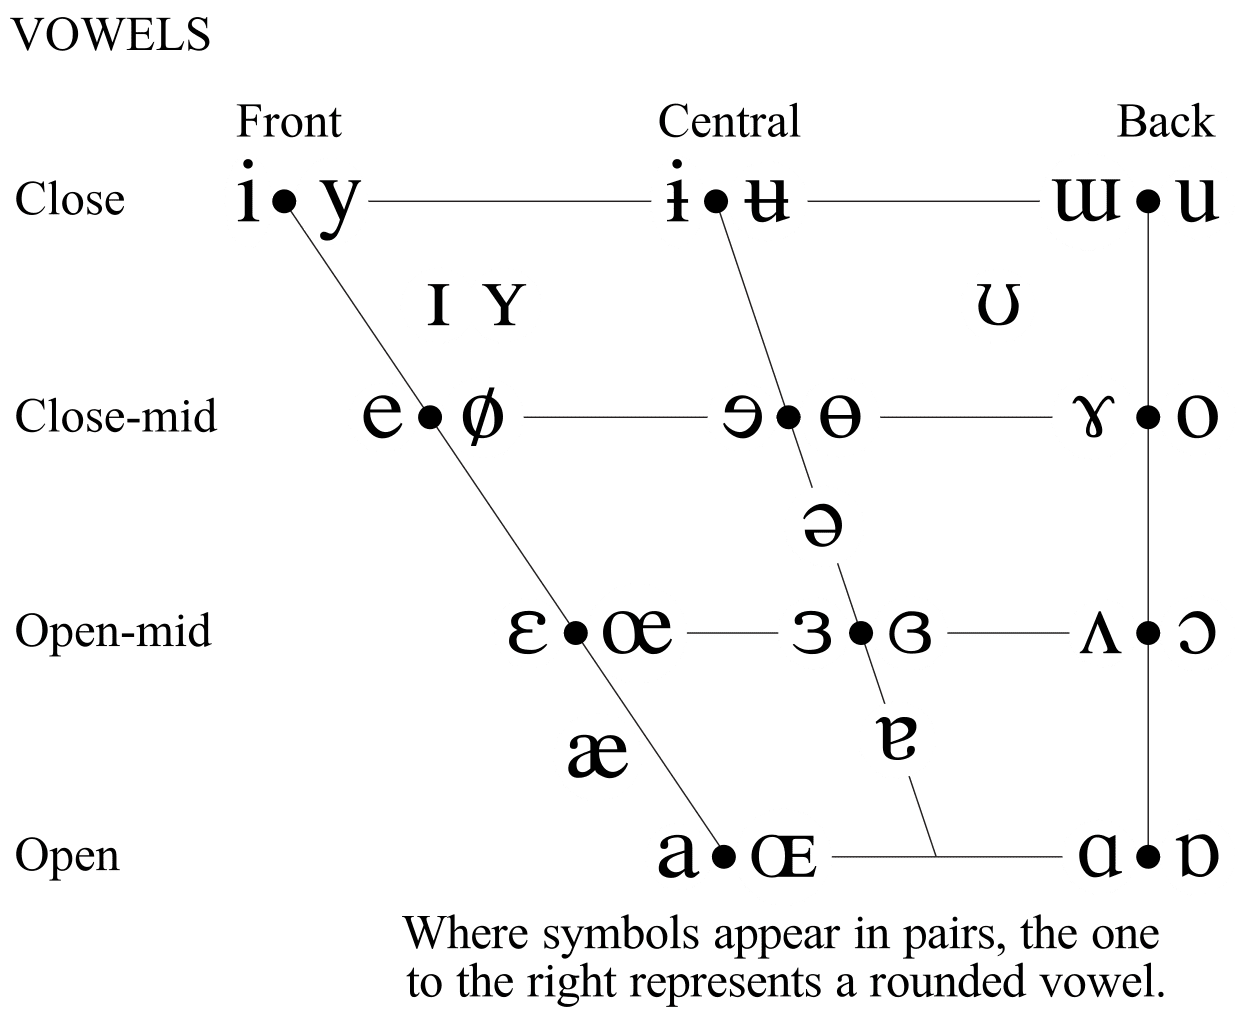 VOWELS
Front Central Back
Close i y ɨ ʉ ɯ u
ɪ ʏ ʊ
Close-mid e ø ɘ ɵ ɤ o
ə
Open-mid ɛ œ ɜ ɞ ʌ ɔ
æ ɐ
Open a ɶ ɑ ɒ
Where symbols appear in pairs, the one
to the right represents a rounded vowel.